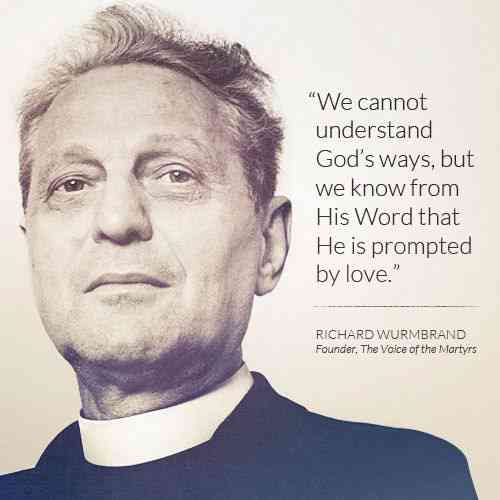 “We cannot
understand
God’s ways, but
we know from
His Word that
He is prompted
by love.”
RICHARD WURMBRAND
Founder, The Voice of the Martyrs